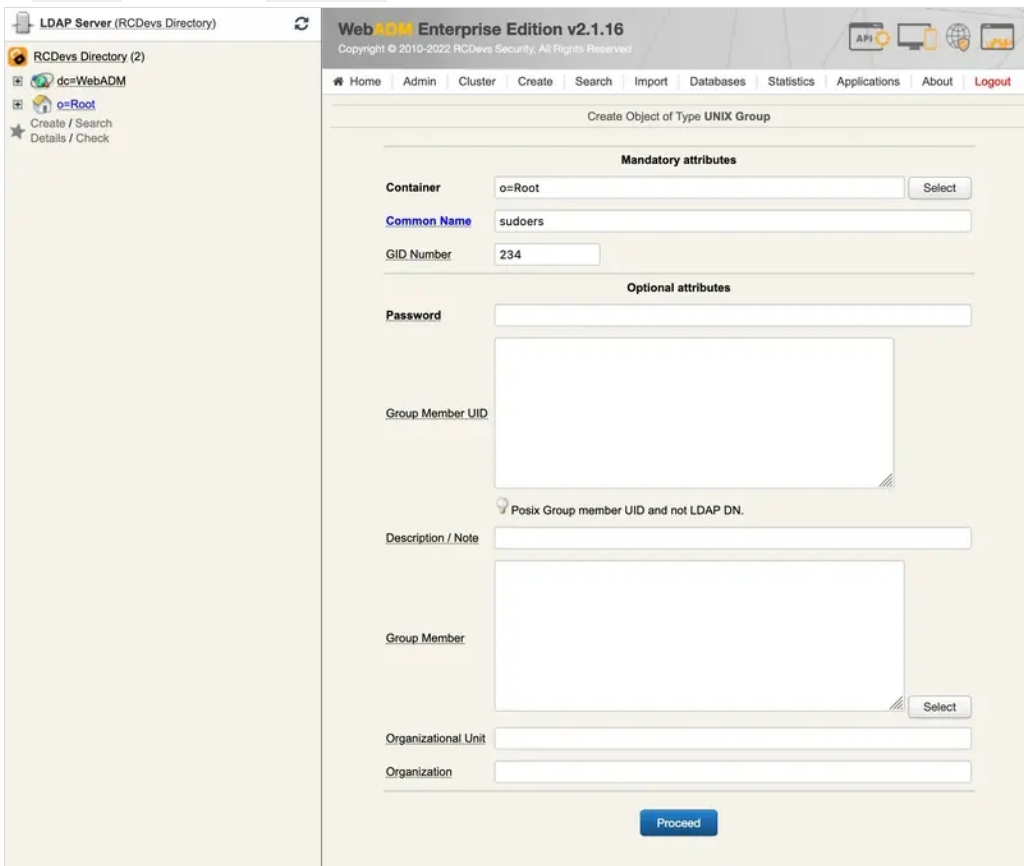 LDAP Server (RCDevs Directory)
RCDevs Directory (2)
dc=WebADM
o=Root
Create / Search
Details / Check
WebADM Enterprise Edition v2.1.16
Copyright © 2010-2022 RCDevs Security, All Rights Reserved
API
Home Admin Cluster Create Search Import Databases Statistics Applications About Logout
Create Object of Type UNIX Group
Mandatory attributes
Container o=Root Select
Common Name sudoers
GID Number 234
Optional attributes
Password
Group Member UID
Posix Group member UID and not LDAP DN.
Description / Note
Group Member
Select
Organizational Unit
Organization
Proceed